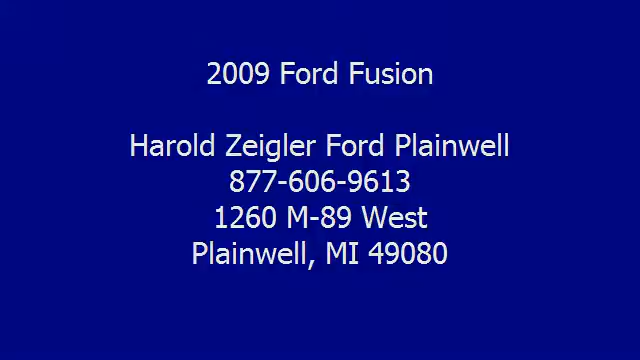 2009 Ford Fusion
Harold Zeigler Ford Plainwell
877-606-9613
1260 M-89 West
Plainwell, MI 49080